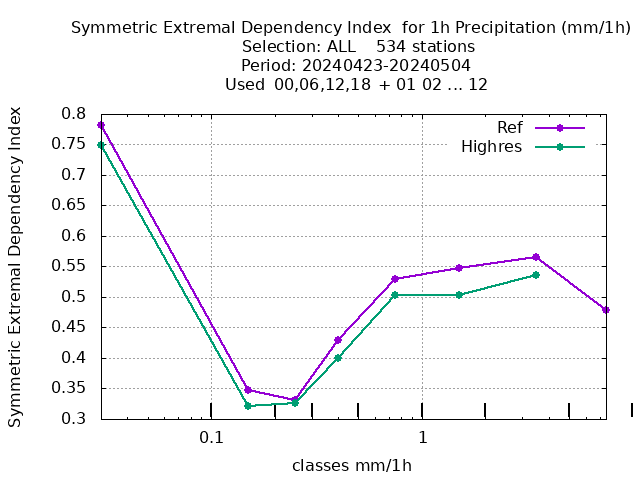 Symmetric Extremal Dependency Index  for 1h Precipitation (mm/1h)
Selection: ALL    534 stations
Period: 20240423-20240504
Used  00,06,12,18  + 01 02 ... 12
Symmetric Extremal Dependency Index
0.8
0.75
0.7
0.65
0.6
0.55
0.5
0.45
0.4
0.35
0.3
Ref
Highres
0.1
1
classes mm/1h